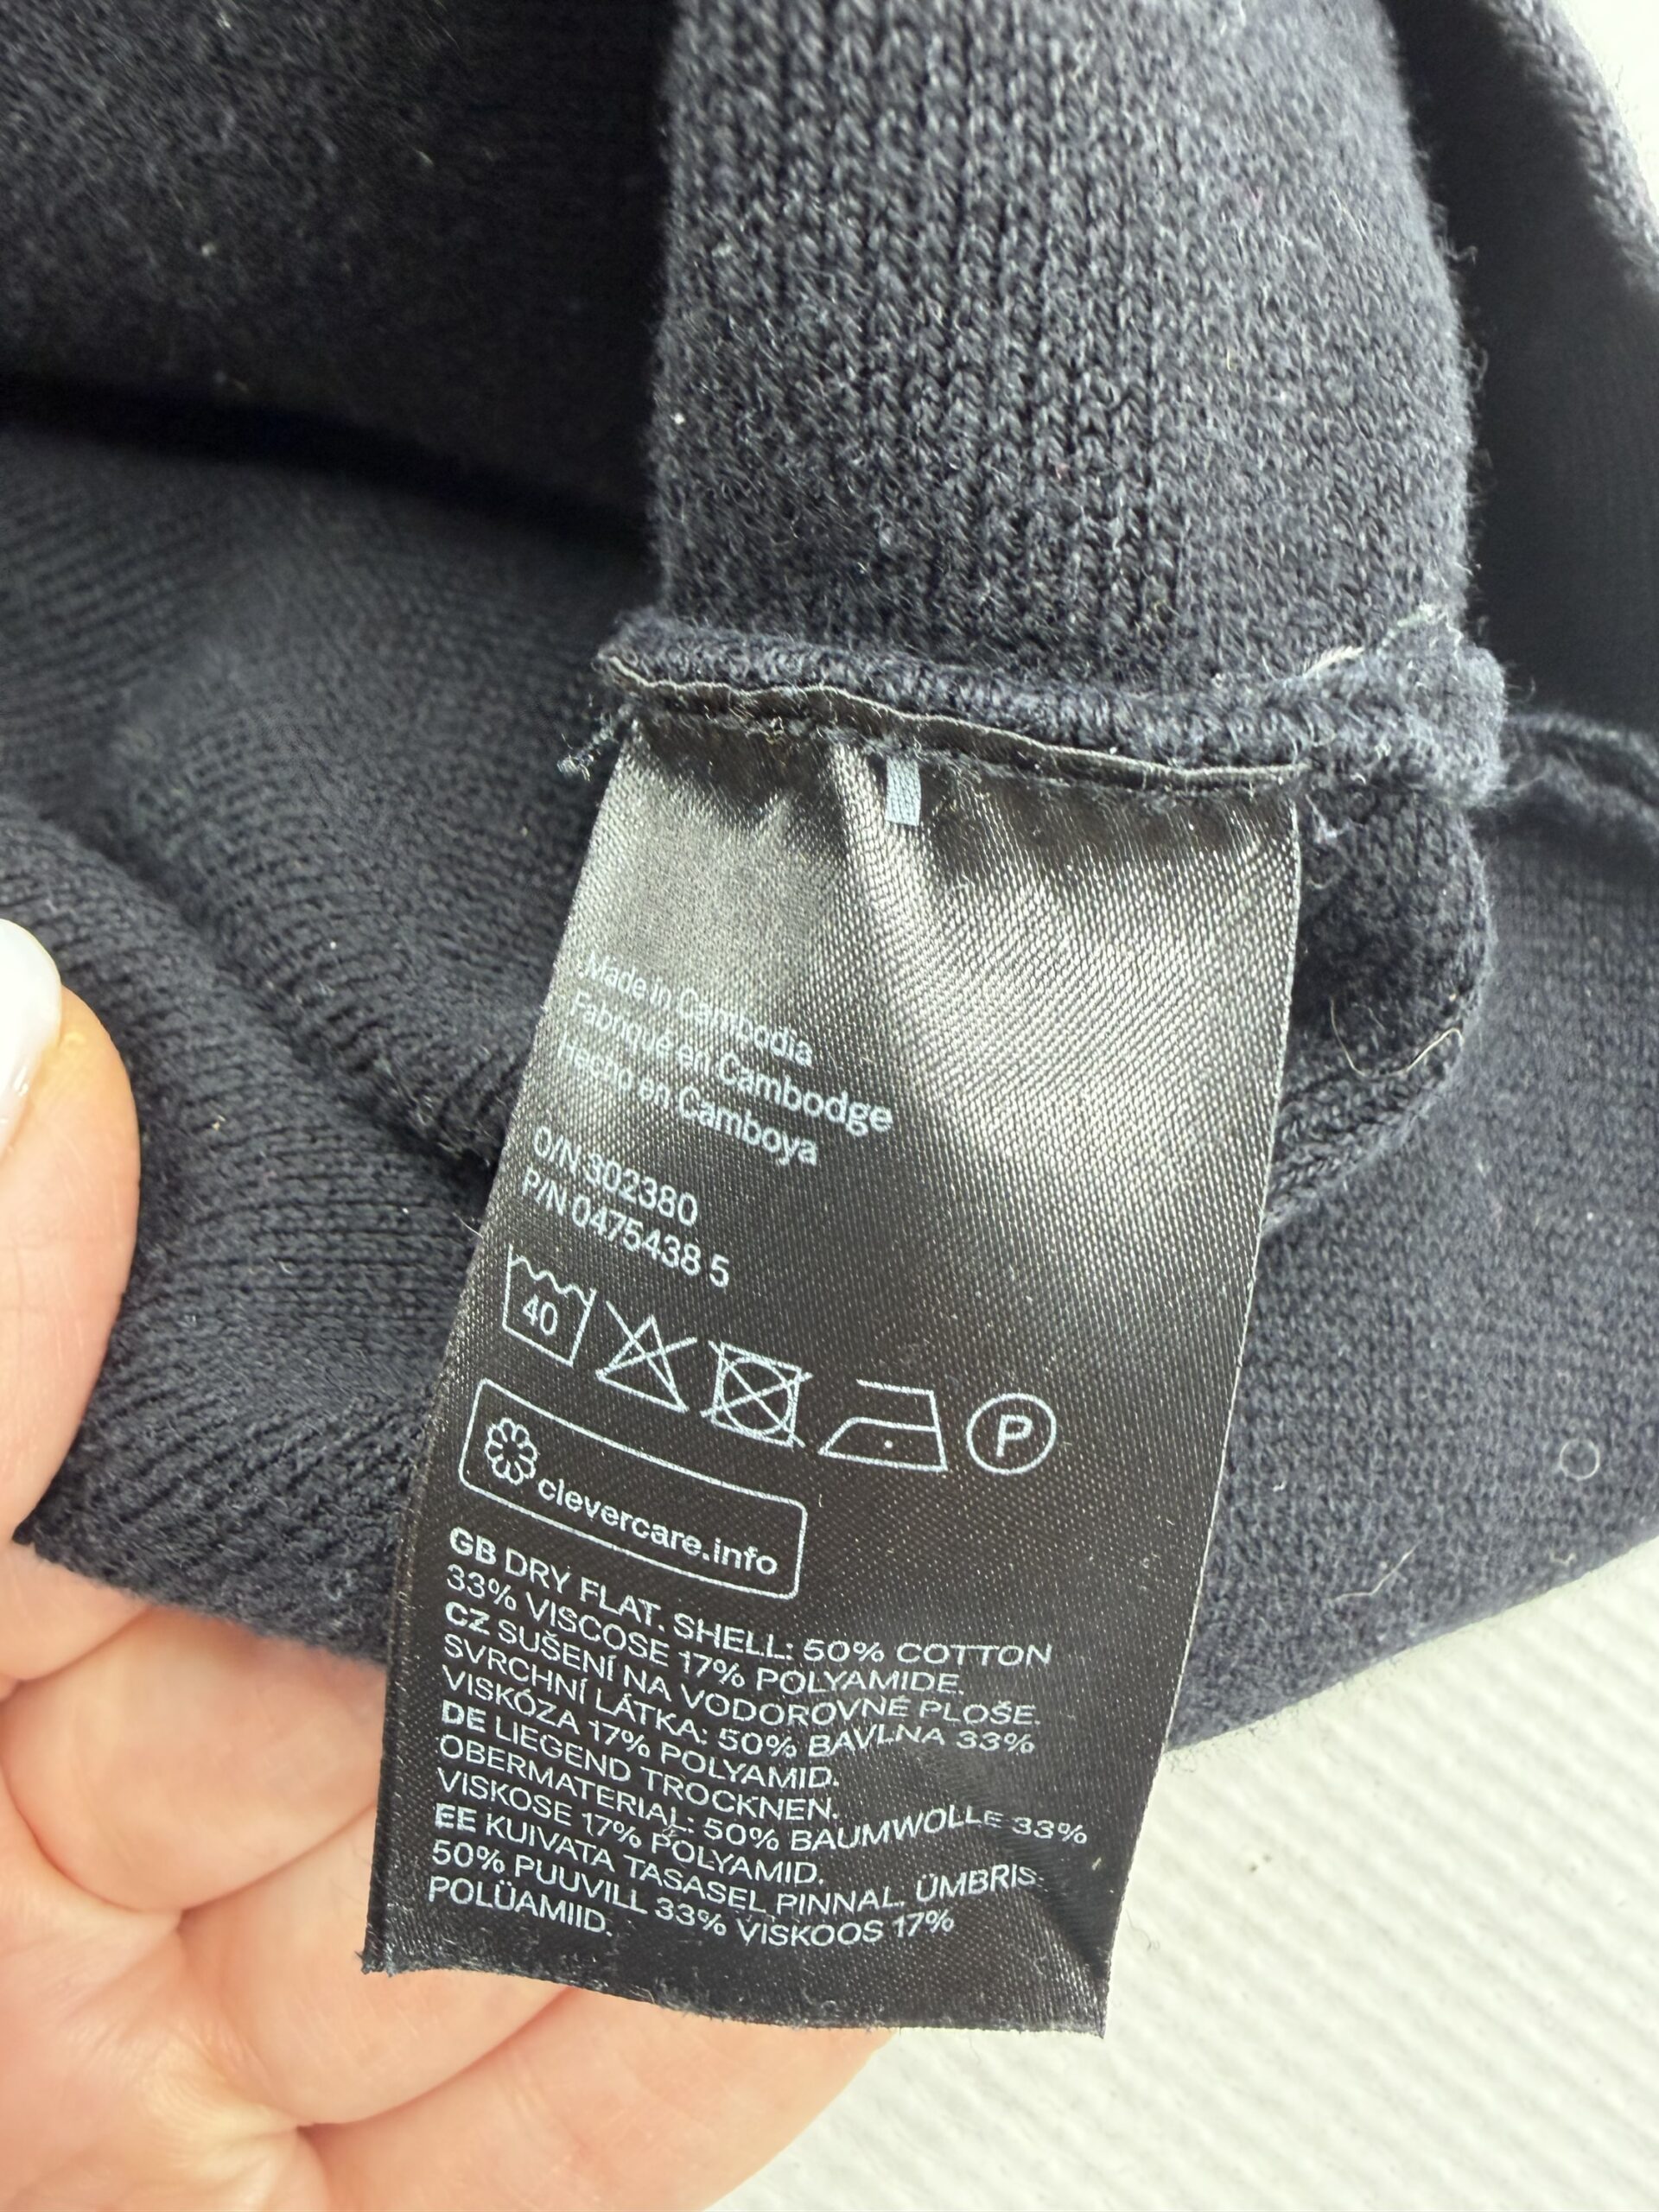 Made in Cambodia
Fabriqué en Cambodge
Hecho en Camboya
O/N 302380
P/N 0475438 5
40
P
clevercare.info
GB DRY FLAT. SHELL: 50% COTTON
33% VISCOSE 17% POLYAMIDE.
CZ SUŠENÍ NA VODOROVNÉ PLOŠE.
SVRCHNÍ LÁTKA: 50% BAVLNA 33%
VISKÓZA 17% POLYAMID.
DE LIEGEND TROCKNEN.
OBERMATERIAL: 50% BAUMWOLLE 33%
VISKOSE 17% POLYAMID.
EE KUIVATA TASASEL PINNAL. ÜMBRIS:
50% PUUVILL 33% VISKOOS 17%
POLÜAMIID.